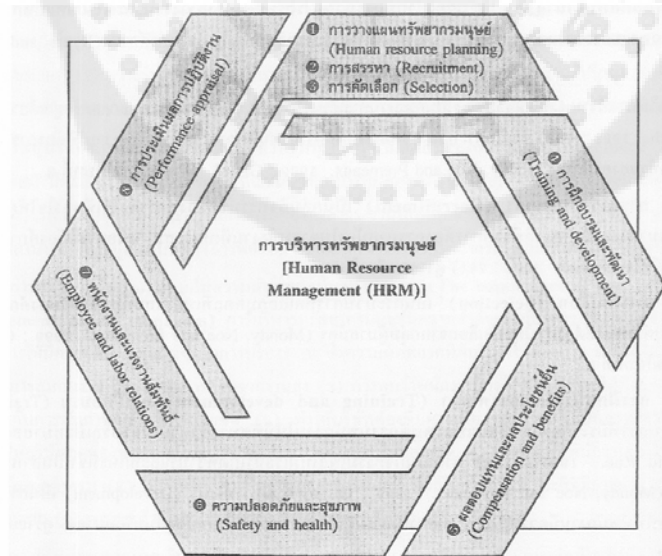 ❶ การวางแผนทรัพยากรมนุษย์
(Human resource planning)
❷ การสรรหา (Recruitment)
❸ การคัดเลือก (Selection)
❹ การฝึกอบรมและพัฒนา
(Training and development)
❺ ผลตอบแทนและผลประโยชน์อื่น
(Compensation and benefits)
❻ ความปลอดภัยและสุขภาพ
(Safety and health)
❼ พนักงานและแรงงานสัมพันธ์
(Employee and labor relations)
การประเมินผลการปฏิบัติงาน
(Performance appraisal)
การบริหารทรัพยากรมนุษย์
[Human Resource
Management (HRM)]